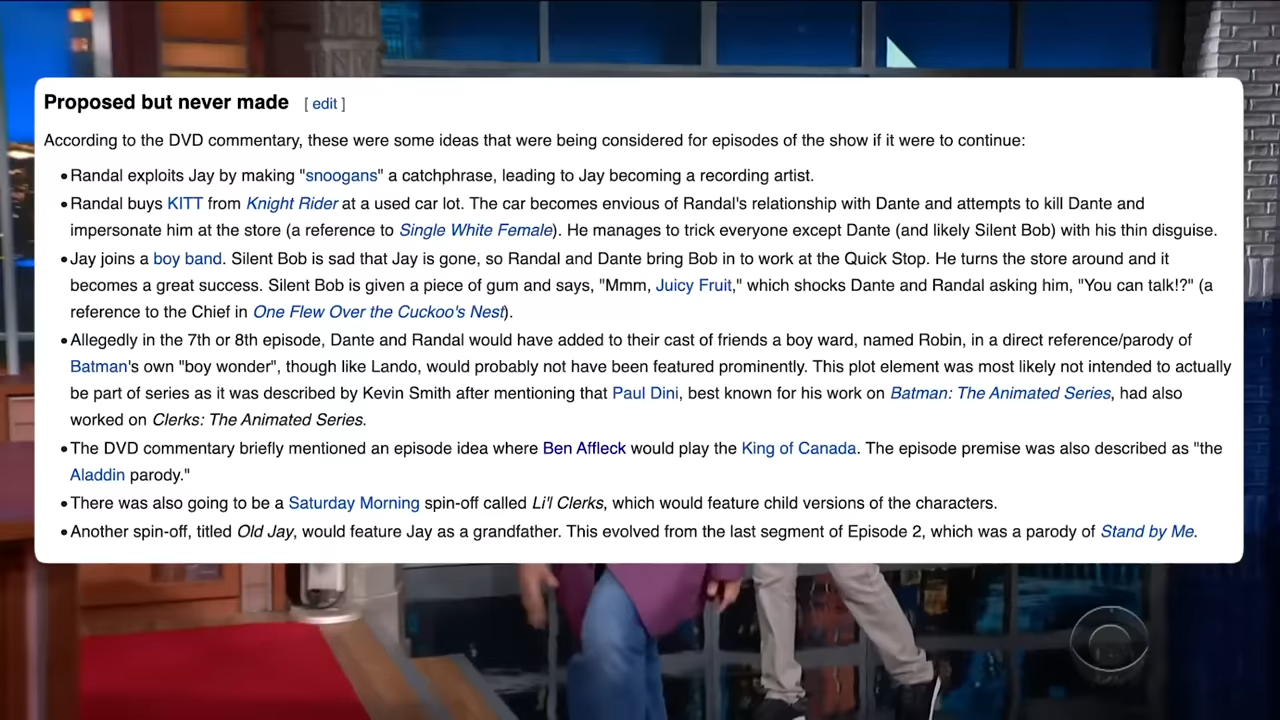 Proposed but never made [ edit ]
According to the DVD commentary, these were some ideas that were being considered for episodes of the show if it were to continue:
• Randal exploits Jay by making "snoogans" a catchphrase, leading to Jay becoming a recording artist.
• Randal buys KITT from Knight Rider at a used car lot. The car becomes envious of Randal's relationship with Dante and attempts to kill Dante and
impersonate him at the store (a reference to Single White Female). He manages to trick everyone except Dante (and likely Silent Bob) with his thin disguise.
• Jay joins a boy band. Silent Bob is sad that Jay is gone, so Randal and Dante bring Bob in to work at the Quick Stop. He turns the store around and it
becomes a great success. Silent Bob is given a piece of gum and says, "Mmm, Juicy Fruit," which shocks Dante and Randal asking him, "You can talk!?" (a
reference to the Chief in One Flew Over the Cuckoo's Nest).
• Allegedly in the 7th or 8th episode, Dante and Randal would have added to their cast of friends a boy ward, named Robin, in a direct reference/parody of
Batman's own "boy wonder", though like Lando, would probably not have been featured prominently. This plot element was most likely not intended to actually
be part of series as it was described by Kevin Smith after mentioning that Paul Dini, best known for his work on Batman: The Animated Series, had also
worked on Clerks: The Animated Series.
• The DVD commentary briefly mentioned an episode idea where Ben Affleck would play the King of Canada. The episode premise was also described as "the
Aladdin parody."
• There was also going to be a Saturday Morning spin-off called Li'l Clerks, which would feature child versions of the characters.
• Another spin-off, titled Old Jay, would feature Jay as a grandfather. This evolved from the last segment of Episode 2, which was a parody of Stand by Me.